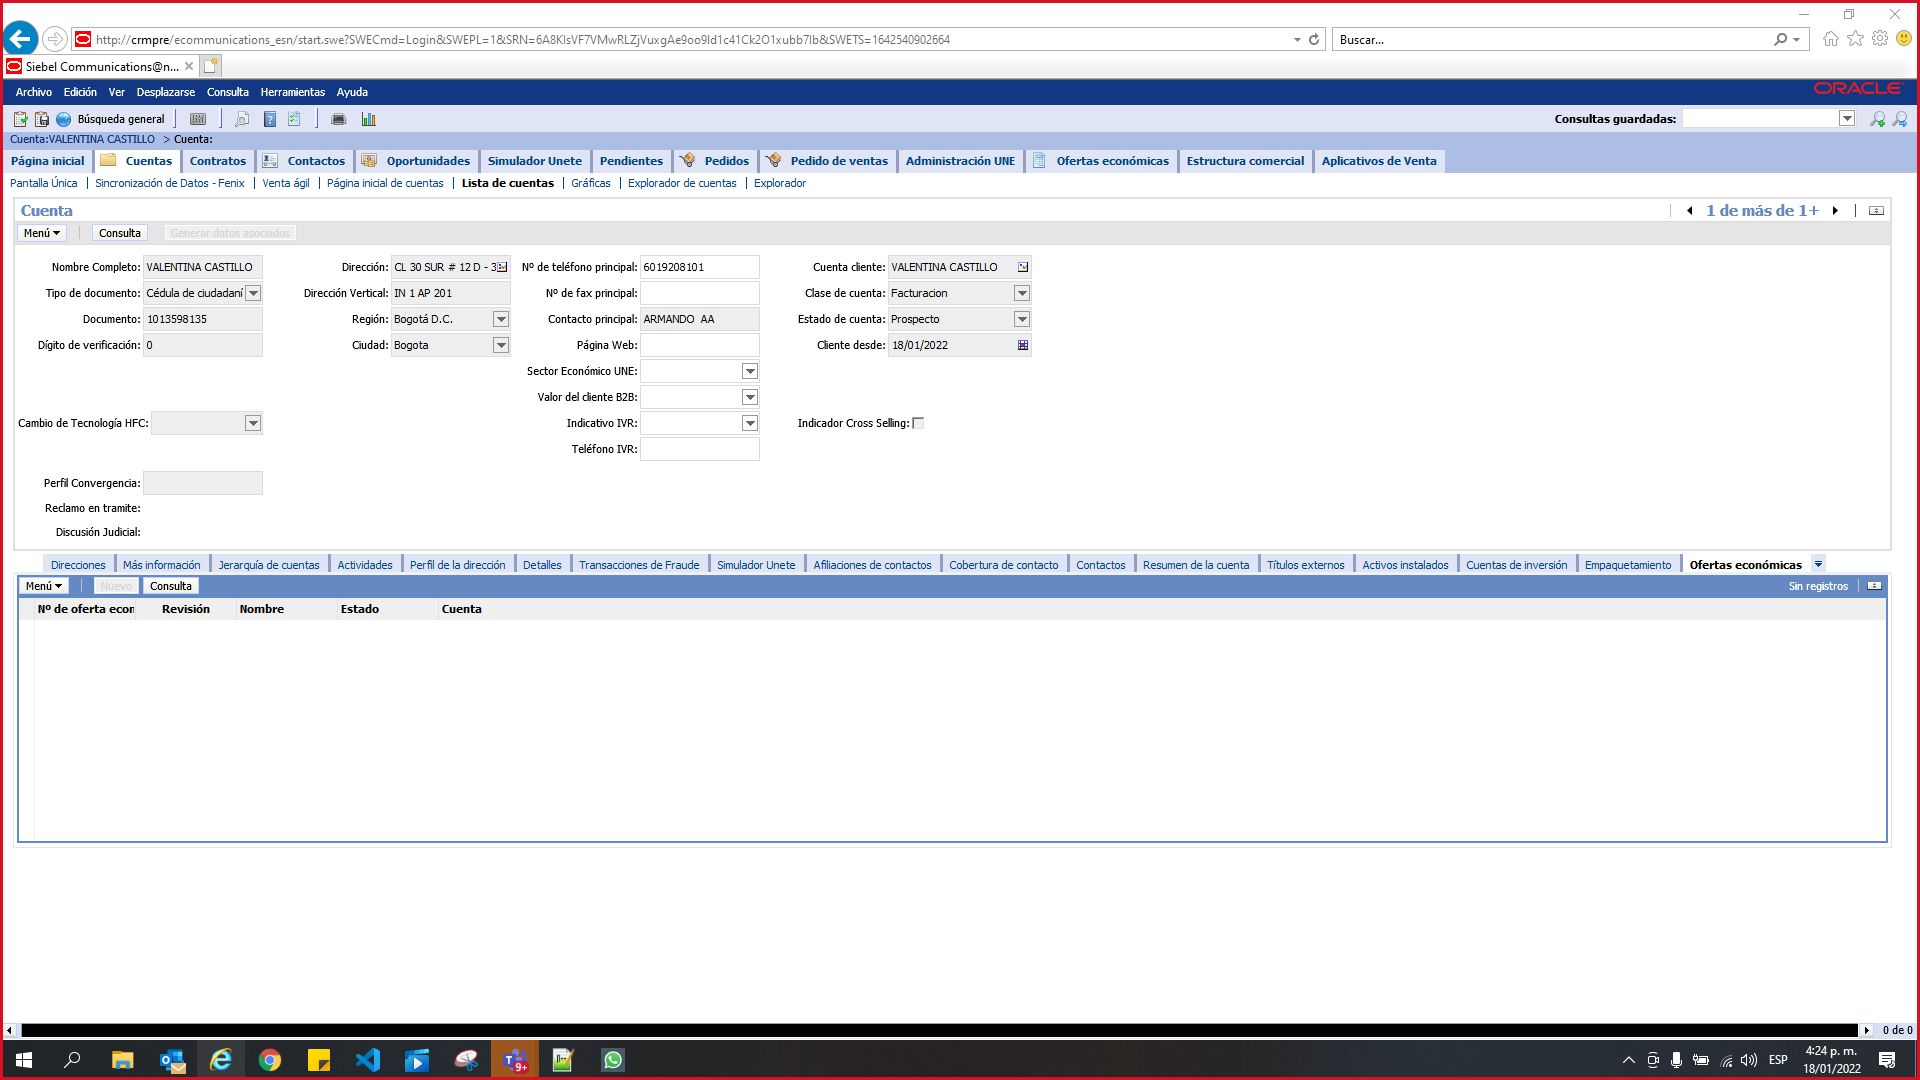 http://crmpre/ecommunications_esn/start.swe?SWECmd=Login&SWEPL=1&SRN=6A8KlsVF7VMwRLZjVuxgAe9oo9Id1c41Ck2O1xubb7Ib&SWETS=1642540902664
Buscar...
Siebel Communications@n...
Archivo Edición Ver Desplazarse Consulta Herramientas Ayuda
ORACLE
Búsqueda general
Consultas guardadas:
Cuenta:VALENTINA CASTILLO > Cuenta:
Página inicial Cuentas Contratos Contactos Oportunidades Simulador Unete Pendientes Pedidos Pedido de ventas Administración UNE Ofertas económicas Estructura comercial Aplicativos de Venta
Pantalla Única Sincronización de Datos - Fenix Venta ágil Página inicial de cuentas Lista de cuentas Gráficas Explorador de cuentas Explorador
Cuenta 1 de más de 1+
Menú Consulta Generar datos asociados
Nombre Completo: VALENTINA CASTILLO Dirección: CL 30 SUR # 12 D - 3 Nº de teléfono principal: 6019208101 Cuenta cliente: VALENTINA CASTILLO
Tipo de documento: Cédula de ciudadaní Dirección Vertical: IN 1 AP 201 Nº de fax principal: Clase de cuenta: Facturacion
Documento: 1013598135 Región: Bogotá D.C. Contacto principal: ARMANDO AA Estado de cuenta: Prospecto
Dígito de verificación: 0 Ciudad: Bogota Página Web: Cliente desde: 18/01/2022
Sector Económico UNE:
Valor del cliente B2B:
Cambio de Tecnología HFC: Indicativo IVR: Indicador Cross Selling:
Teléfono IVR:
Perfil Convergencia:
Reclamo en tramite:
Discusión Judicial:
Direcciones Más información Jerarquía de cuentas Actividades Perfil de la dirección Detalles Transacciones de Fraude Simulador Unete Afiliaciones de contactos Cobertura de contacto Contactos Resumen de la cuenta Títulos externos Activos instalados Cuentas de inversión Empaquetamiento Ofertas económicas
Menú Nuevo Consulta Sin registros
Nº de oferta econ Revisión Nombre Estado Cuenta
0 de 0
9+
ESP
4:24 p. m.
18/01/2022